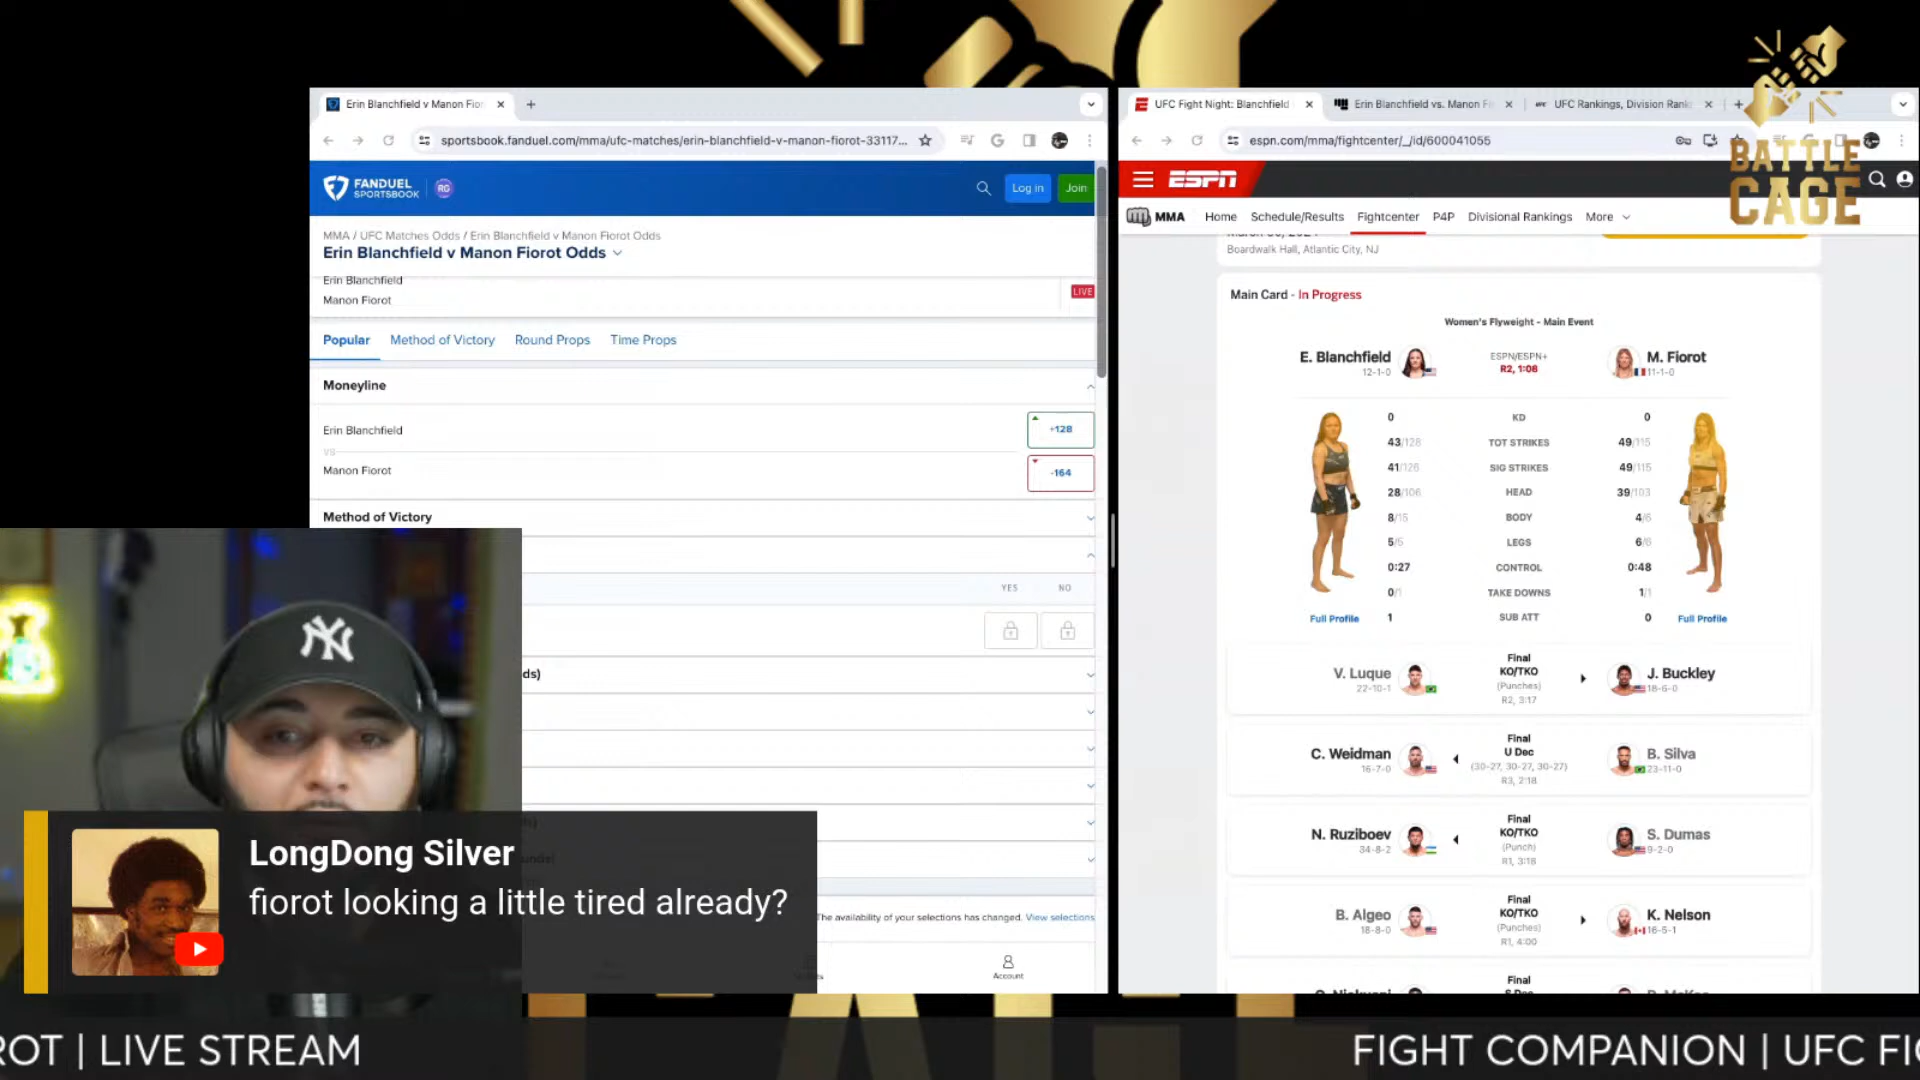 Erin Blanchfield v Manon Fior
sportsbook.fanduel.com/mma/ufc-matches/erin-blanchfield-v-manon-fiorot-33117...
FANDUEL
SPORTSBOOK
RG
Log in
Join
MMA / UFC Matches Odds / Erin Blanchfield v Manon Fiorot Odds
Erin Blanchfield v Manon Fiorot Odds
Erin Blanchfield
Manon Fiorot
LIVE
Popular
Method of Victory
Round Props
Time Props
Moneyline
Erin Blanchfield
+128
VS
Manon Fiorot
-164
Method of Victory
YES
NO
ds)
The availability of your selections has changed. View selections
Account
UFC Fight Night: Blanchfield
Erin Blanchfield vs. Manon Fi
UFC Rankings, Division Rank
espn.com/mma/fightcenter/_/id/600041055
BATTLE
CAGE
ESPN
MMA
Home
Schedule/Results
Fightcenter
P4P
Divisional Rankings
More
Boardwalk Hall, Atlantic City, NJ
Main Card - In Progress
Women's Flyweight - Main Event
E. Blanchfield
12-1-0
ESPN/ESPN+
R2, 1:08
M. Fiorot
11-1-0
0 KD 0
43/128 TOT STRIKES 49/115
41/126 SIG STRIKES 49/115
28/106 HEAD 39/103
8/15 BODY 4/6
5/5 LEGS 6/6
0:27 CONTROL 0:48
0/1 TAKE DOWNS 1/1
Full Profile 1 SUB ATT 0 Full Profile
V. Luque
22-10-1
Final
KO/TKO
(Punches)
R2, 3:17
J. Buckley
18-6-0
C. Weidman
16-7-0
Final
U Dec
(30-27, 30-27, 30-27)
R3, 2:18
B. Silva
23-11-0
N. Ruziboev
34-8-2
Final
KO/TKO
(Punch)
R1, 3:18
S. Dumas
9-2-0
B. Algeo
18-8-0
Final
KO/TKO
(Punches)
R1, 4:00
K. Nelson
16-5-1
Final
NY
LongDong Silver
fiorot looking a little tired already?
ROT | LIVE STREAM
FIGHT COMPANION | UFC FIG